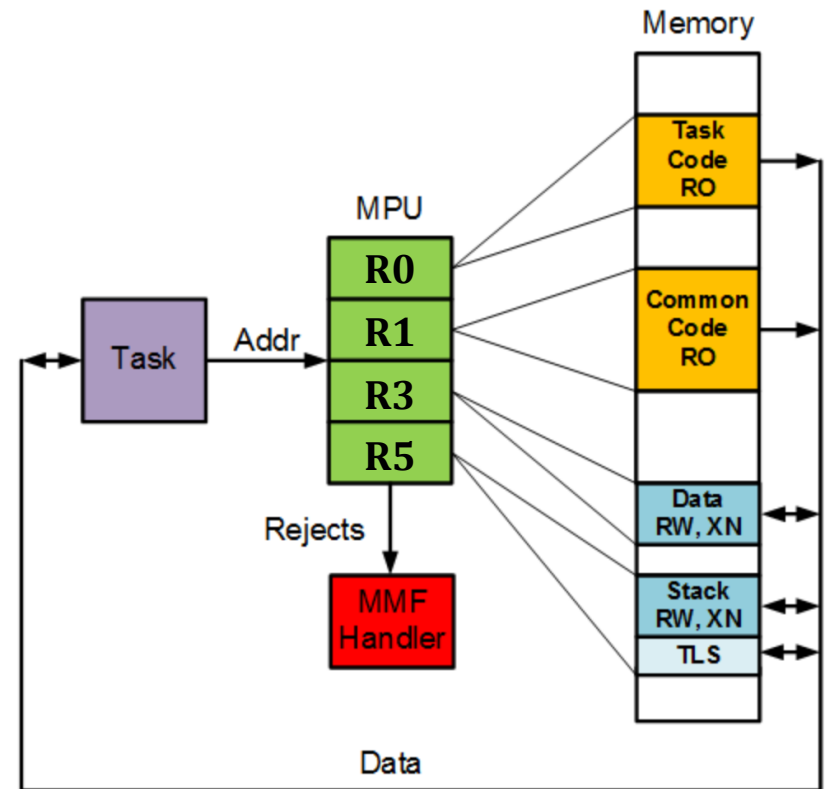 Memory
Task
Code
RO
MPU
R0
R1
R3
R5
Common
Code
RO
Task
Addr
Data
RW, XN
Rejects
MMF
Handler
Stack
RW, XN
TLS
Data